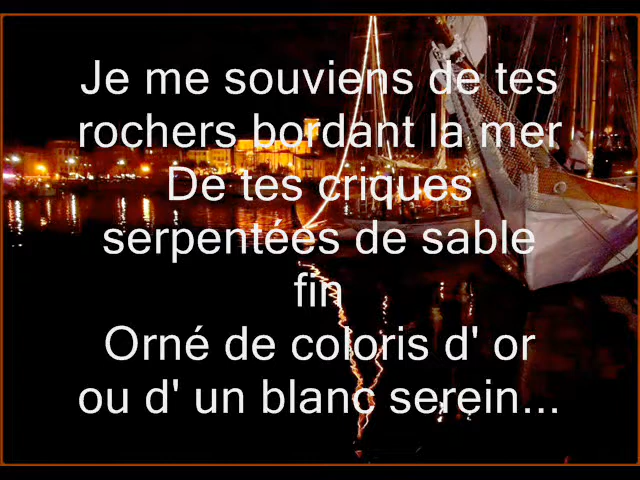 Je me souviens de tes
rochers bordant la mer
De tes criques
serpentées de sable
fin
Orné de coloris d' or
ou d' un blanc serein...